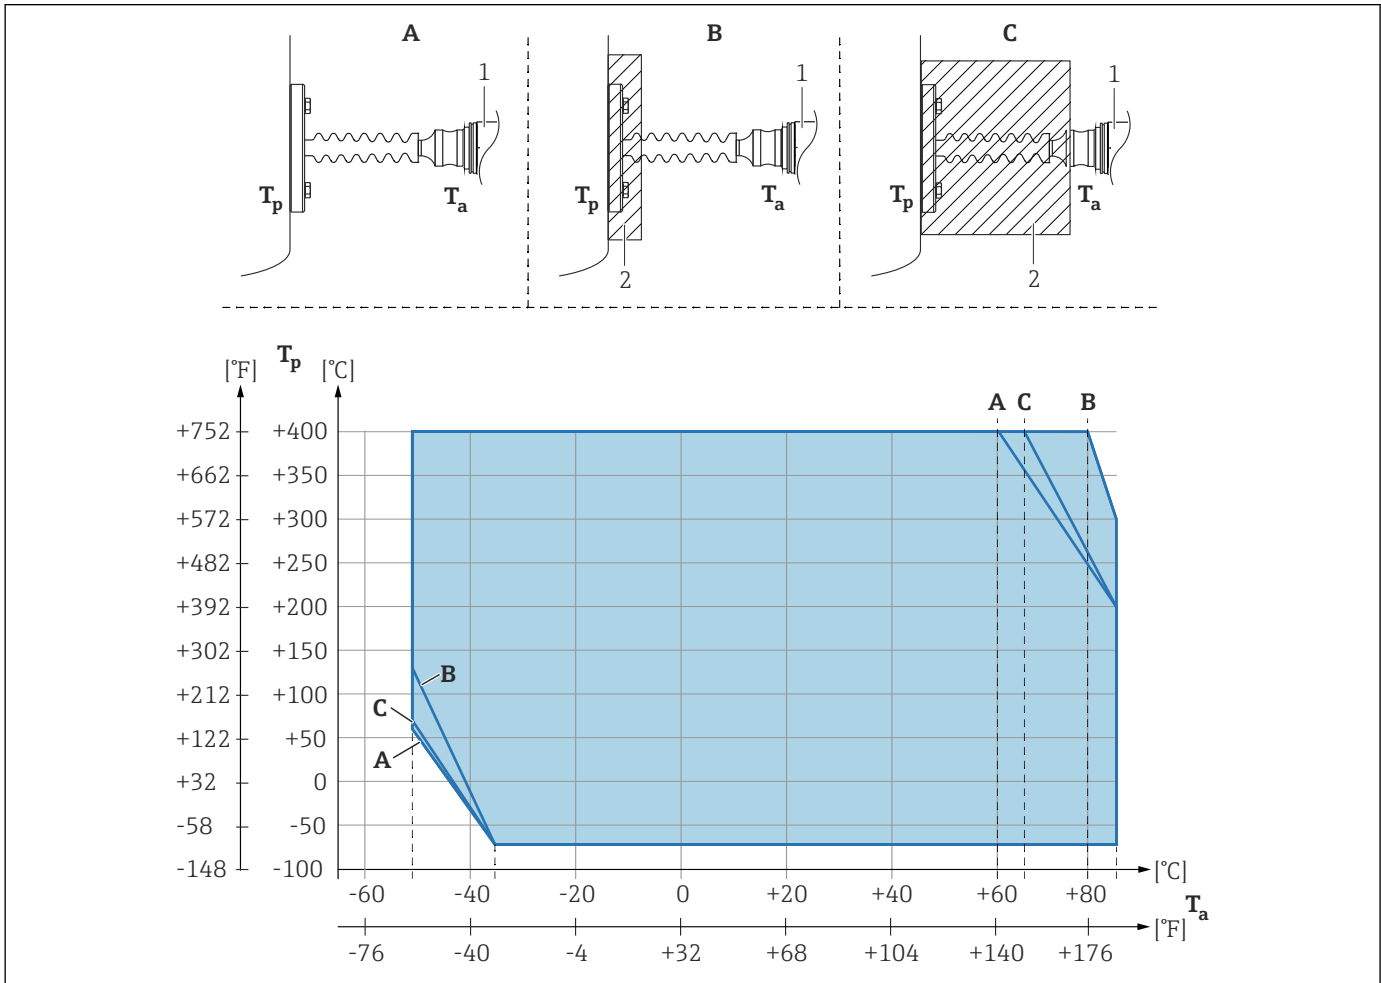 A B C
1 1 1
Tp Ta Tp Ta Tp Ta
2 2
Tp
[°F] [°C]
A C B
+752 +400
+662 +350
+572 +300
+482 +250
+392 +200
+302 +150
B
+212 +100
C
+122 +50
A
+32 0
-58 -50
-148 -100
[°C]
-60 -40 -20 0 +20 +40 +60 +80
Ta
[°F]
-76 -40 -4 +32 +68 +104 +140 +176